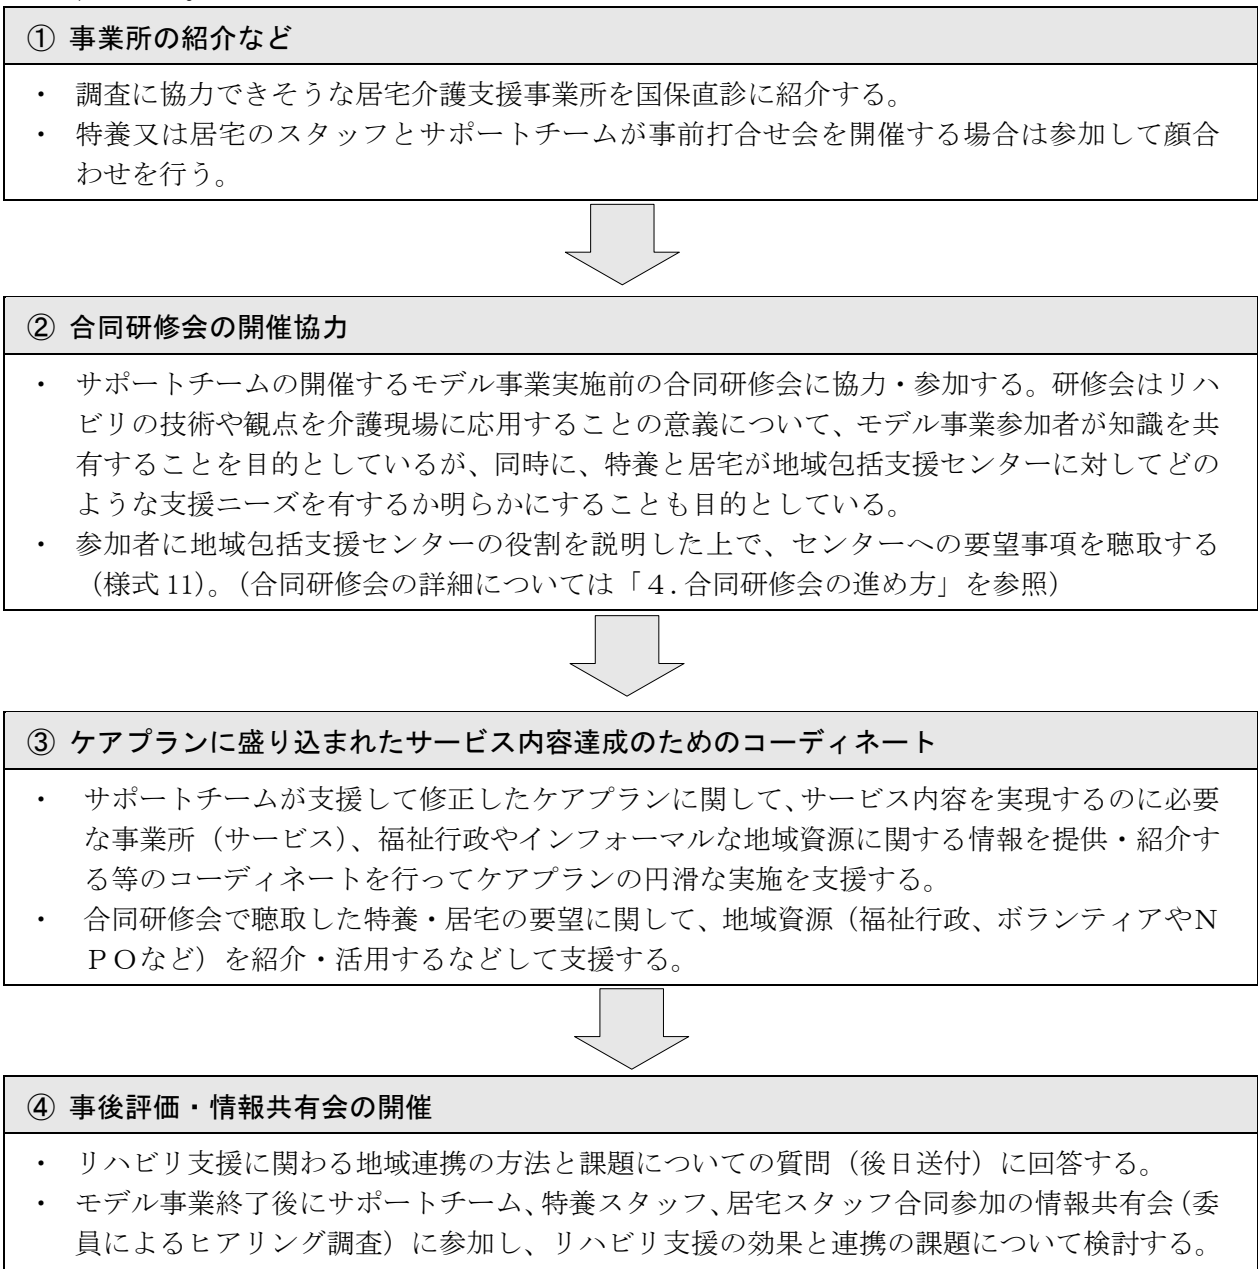 ① 事業所の紹介など
・ 調査に協力できそうな居宅介護支援事業所を国保直診に紹介する。
・ 特養又は居宅のスタッフとサポートチームが事前打合せ会を開催する場合は参加して顔合
わせを行う。
② 合同研修会の開催協力
・ サポートチームの開催するモデル事業実施前の合同研修会に協力・参加する。研修会はリハ
ビリの技術や観点を介護現場に応用することの意義について、モデル事業参加者が知識を共
有することを目的としているが、同時に、特養と居宅が地域包括支援センターに対してどの
ような支援ニーズを有するか明らかにすることも目的としている。
・ 参加者に地域包括支援センターの役割を説明した上で、センターへの要望事項を聴取する
（様式 11）。（合同研修会の詳細については「４.合同研修会の進め方」を参照）
③ ケアプランに盛り込まれたサービス内容達成のためのコーディネート
・ サポートチームが支援して修正したケアプランに関して、サービス内容を実現するのに必要
な事業所（サービス）、福祉行政やインフォーマルな地域資源に関する情報を提供・紹介す
る等のコーディネートを行ってケアプランの円滑な実施を支援する。
・ 合同研修会で聴取した特養・居宅の要望に関して、地域資源（福祉行政、ボランティアやＮ
ＰＯなど）を紹介・活用するなどして支援する。
④ 事後評価・情報共有会の開催
・ リハビリ支援に関わる地域連携の方法と課題についての質問（後日送付）に回答する。
・ モデル事業終了後にサポートチーム、特養スタッフ、居宅スタッフ合同参加の情報共有会（委
員によるヒアリング調査）に参加し、リハビリ支援の効果と連携の課題について検討する。